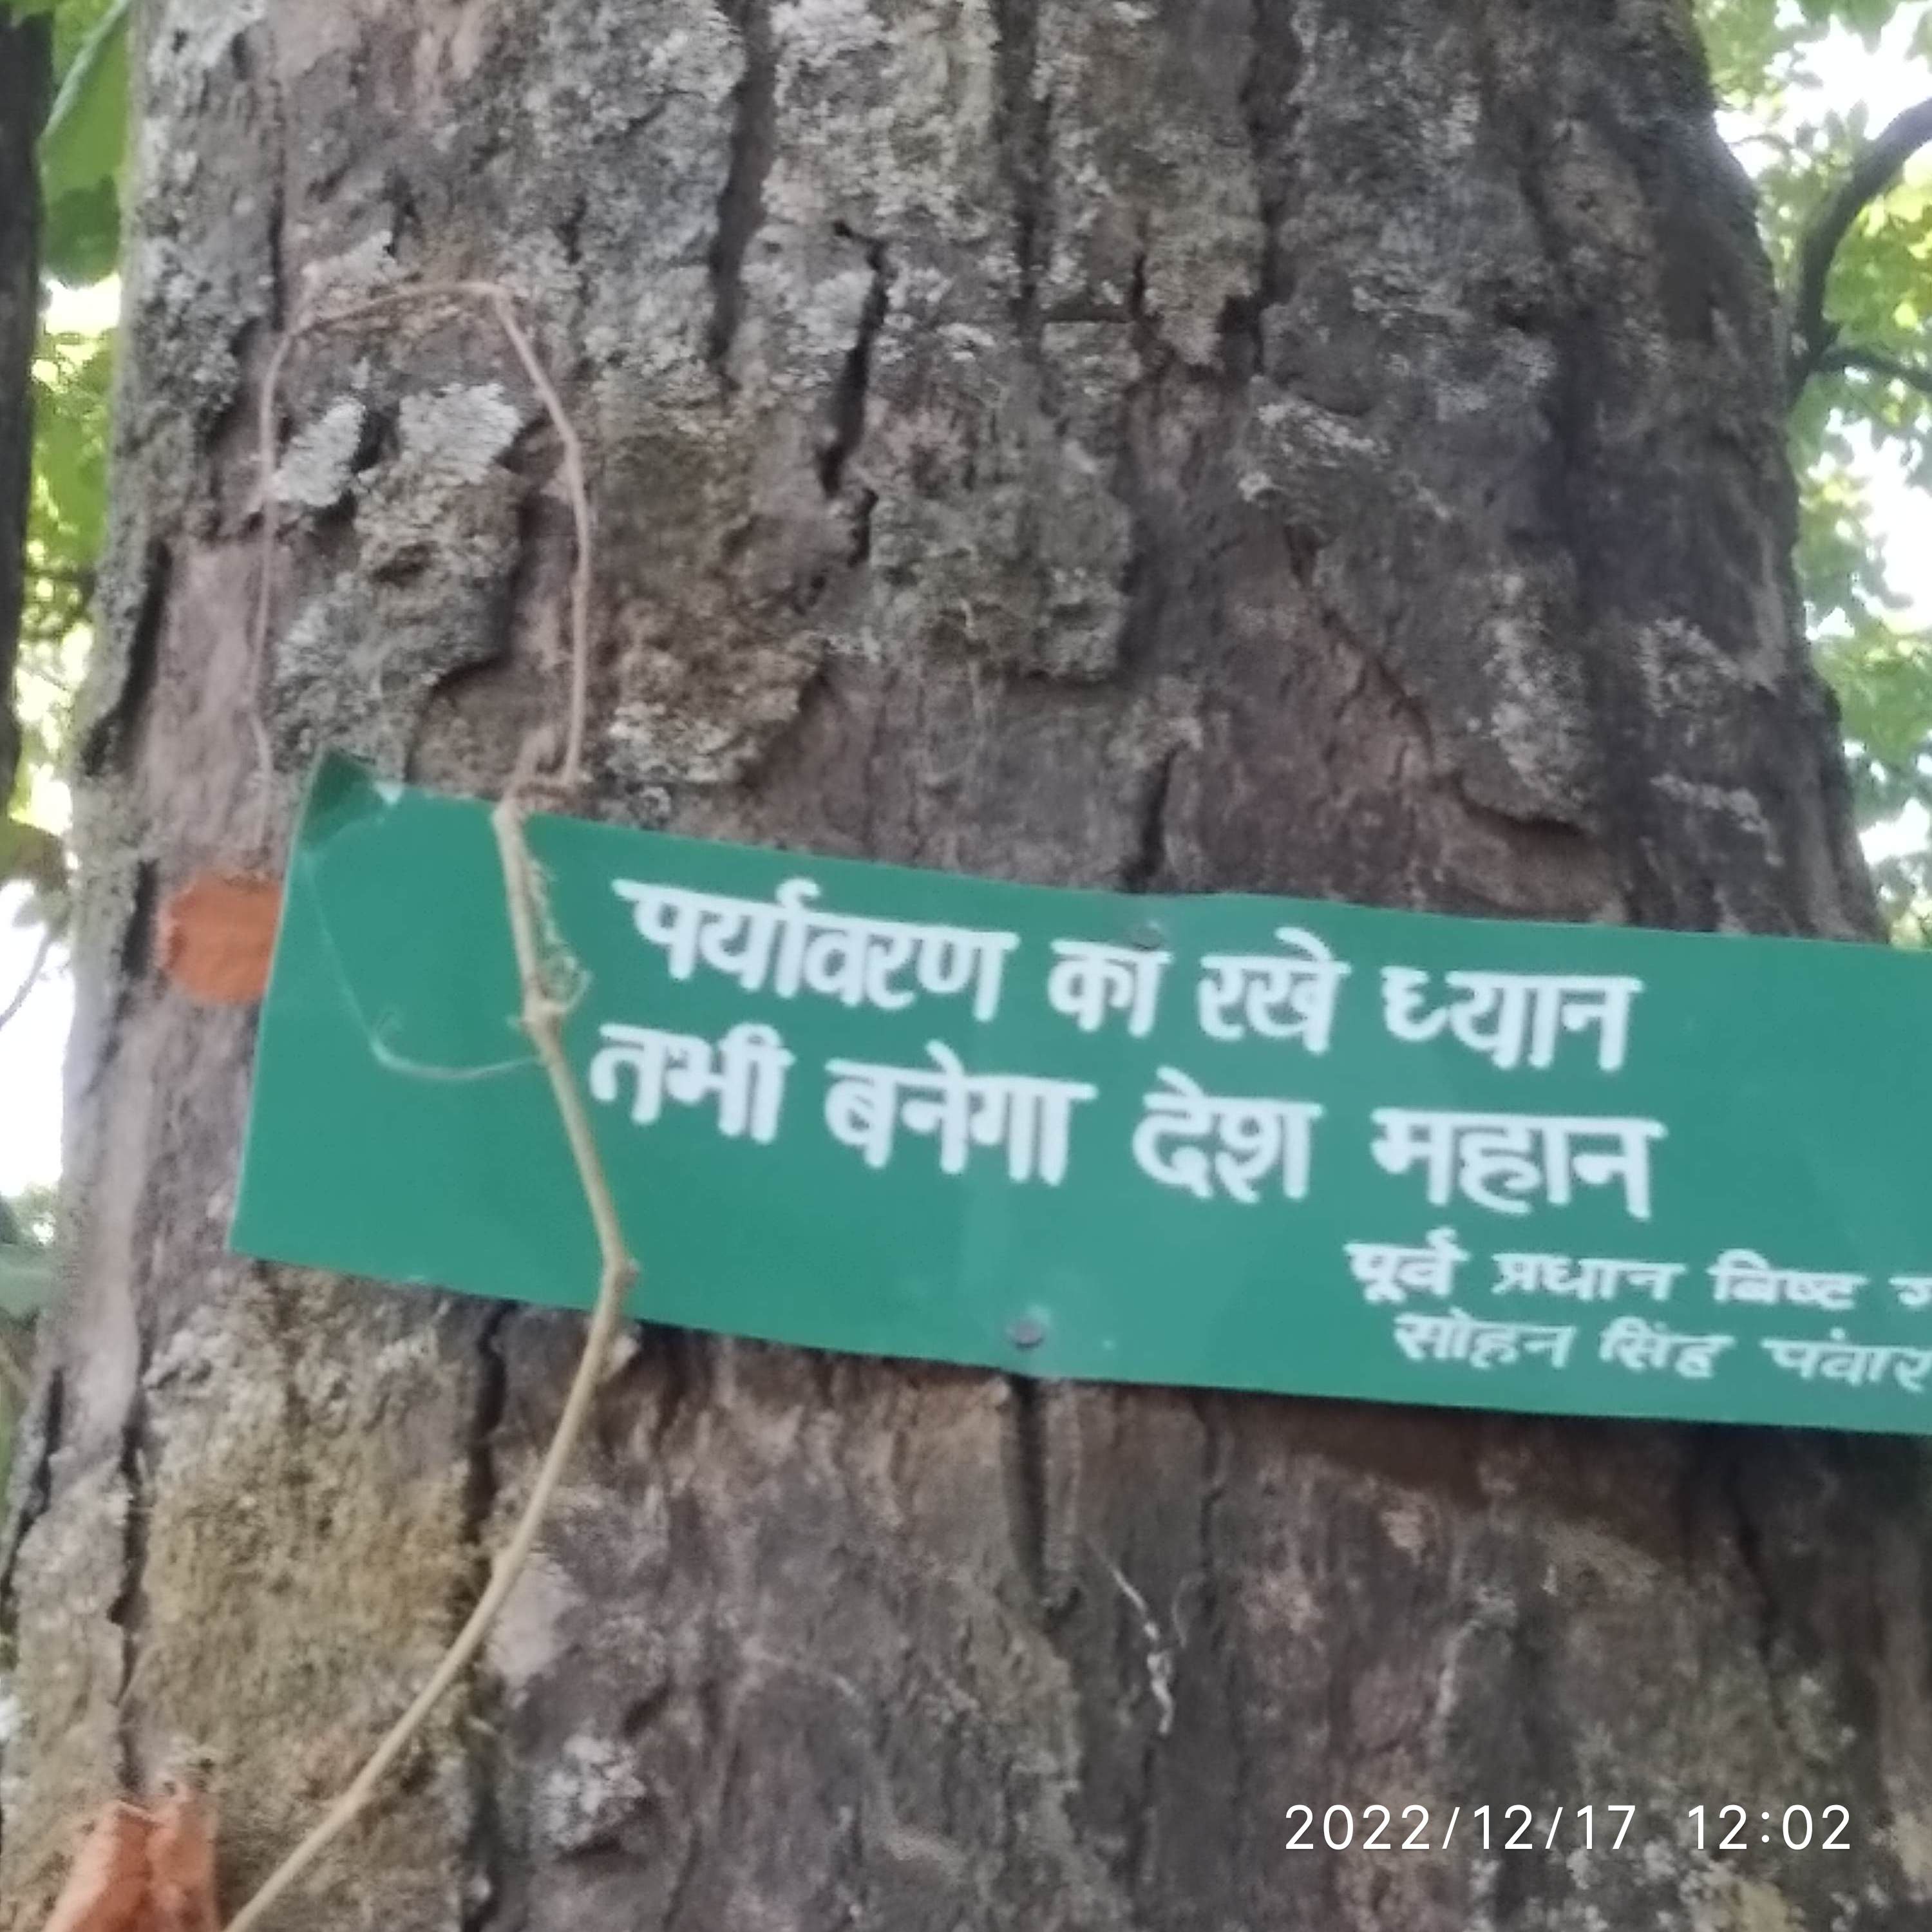 पर्यावरण का रखे ध्यान
तभी बनेगा देश महान
पूर्व प्रधान बिष्ट
सोहन सिंह पंवार
2022/12/17 12:02